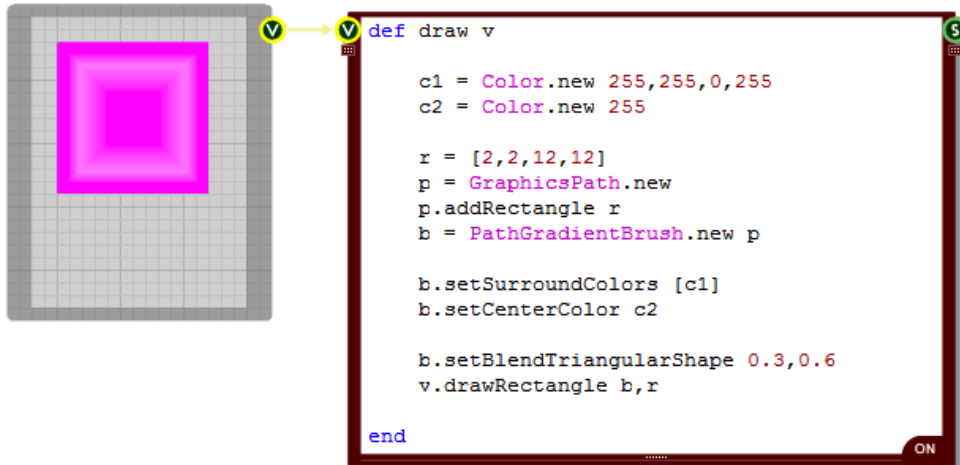 V
V
def draw v
S
c1 = Color.new 255,255,0,255
c2 = Color.new 255
r = [2,2,12,12]
p = GraphicsPath.new
p.addRectangle r
b = PathGradientBrush.new p
b.setSurroundColors [c1]
b.setCenterColor c2
b.setBlendTriangularShape 0.3,0.6
v.drawRectangle b,r
end
ON